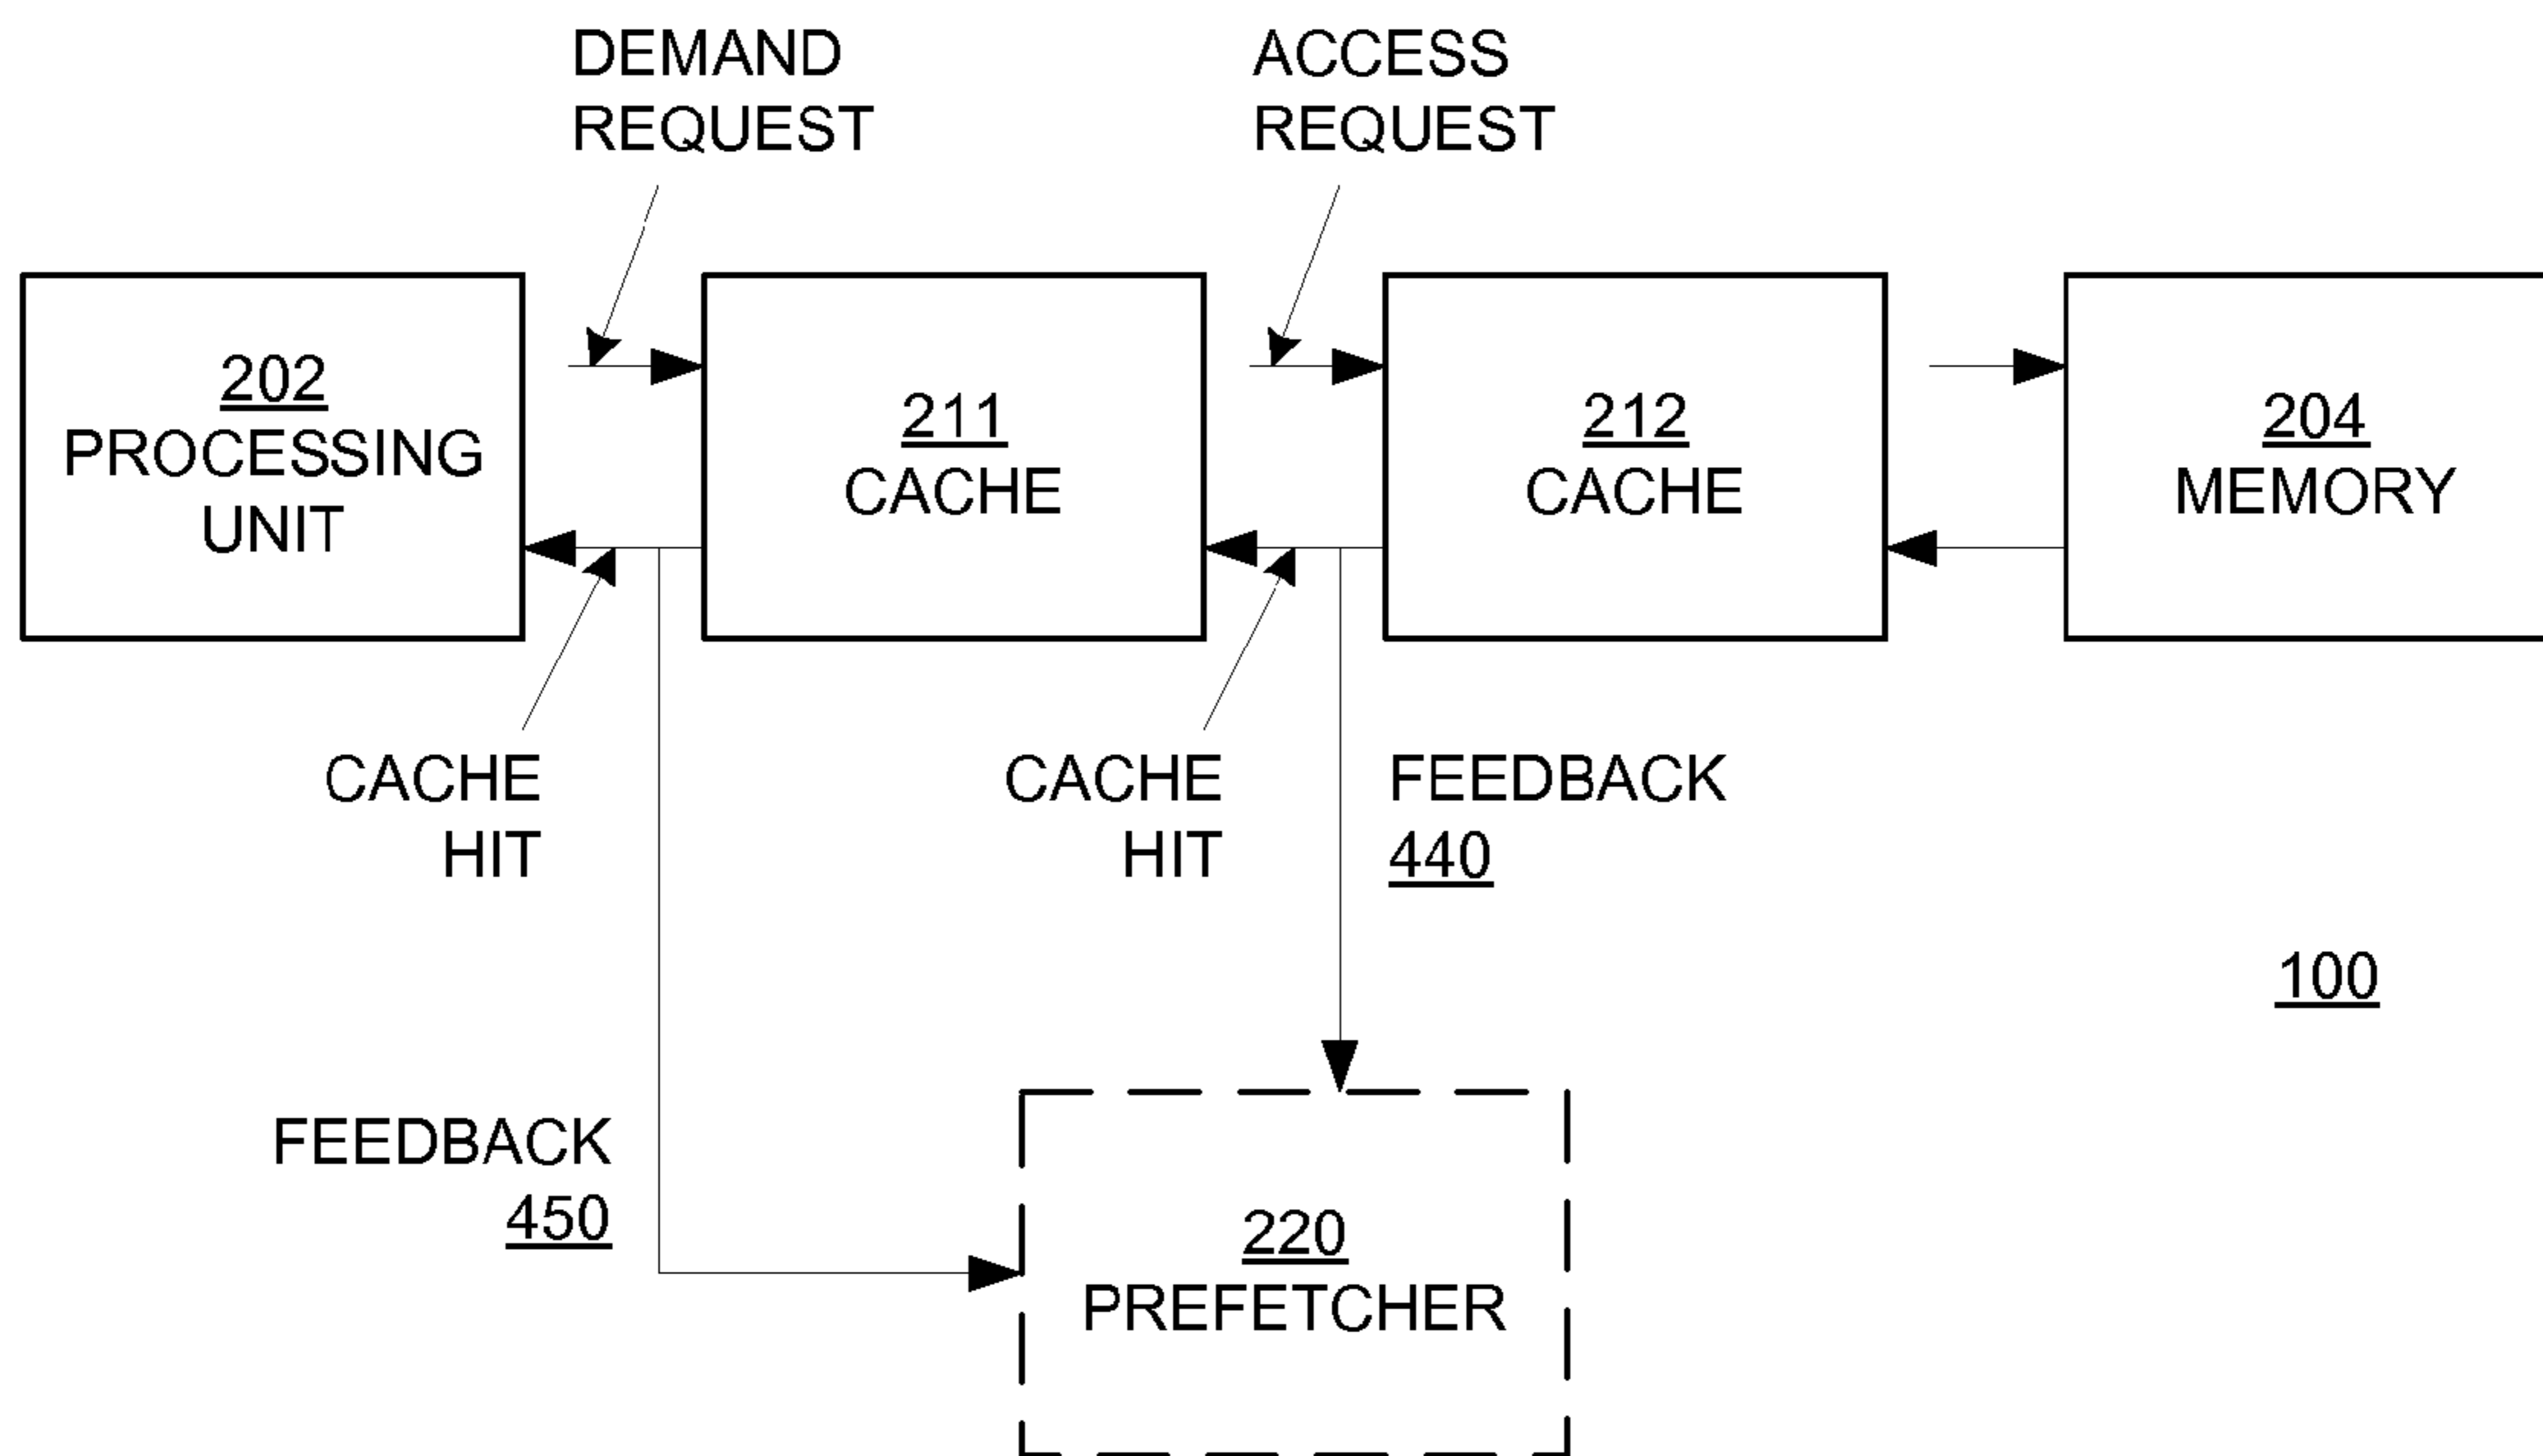 DEMAND
REQUEST
ACCESS
REQUEST
202
PROCESSING
UNIT
211
CACHE
212
CACHE
204
MEMORY
CACHE
HIT
CACHE
HIT
FEEDBACK
440
100
FEEDBACK
450
220
PREFETCHER